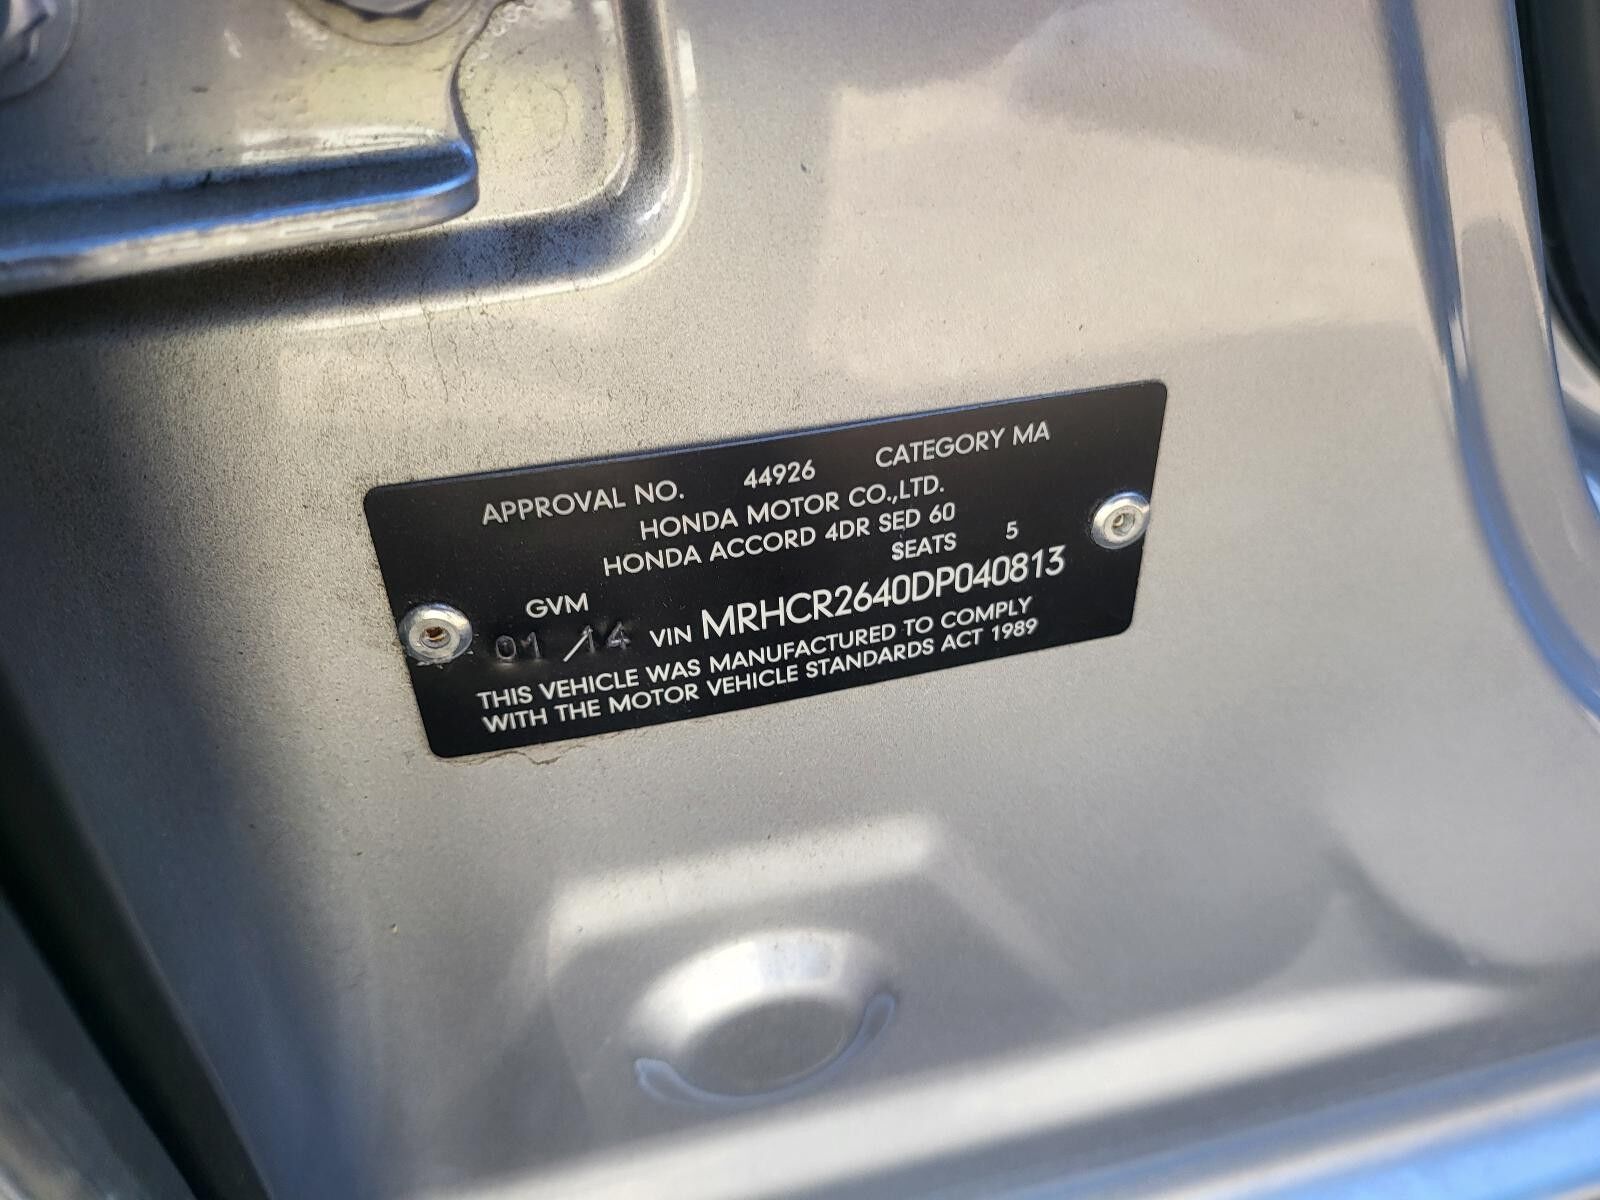 APPROVAL NO. 44926 CATEGORY MA
HONDA MOTOR CO.,LTD.
HONDA ACCORD 4DR SED 60
SEATS 5
GVM
01/14 VIN MRHCR2640DP040813
THIS VEHICLE WAS MANUFACTURED TO COMPLY
WITH THE MOTOR VEHICLE STANDARDS ACT 1989